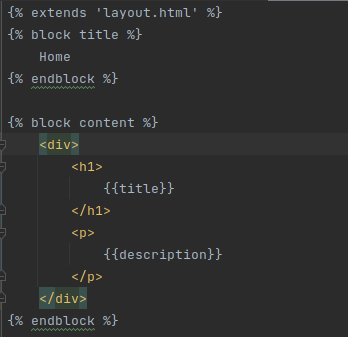 {% extends 'layout.html' %}
{% block title %}
    Home
{% endblock %}

{% block content %}
    <div>
        <h1>
            {{title}}
        </h1>
        <p>
            {{description}}
        </p>
    </div>
{% endblock %}